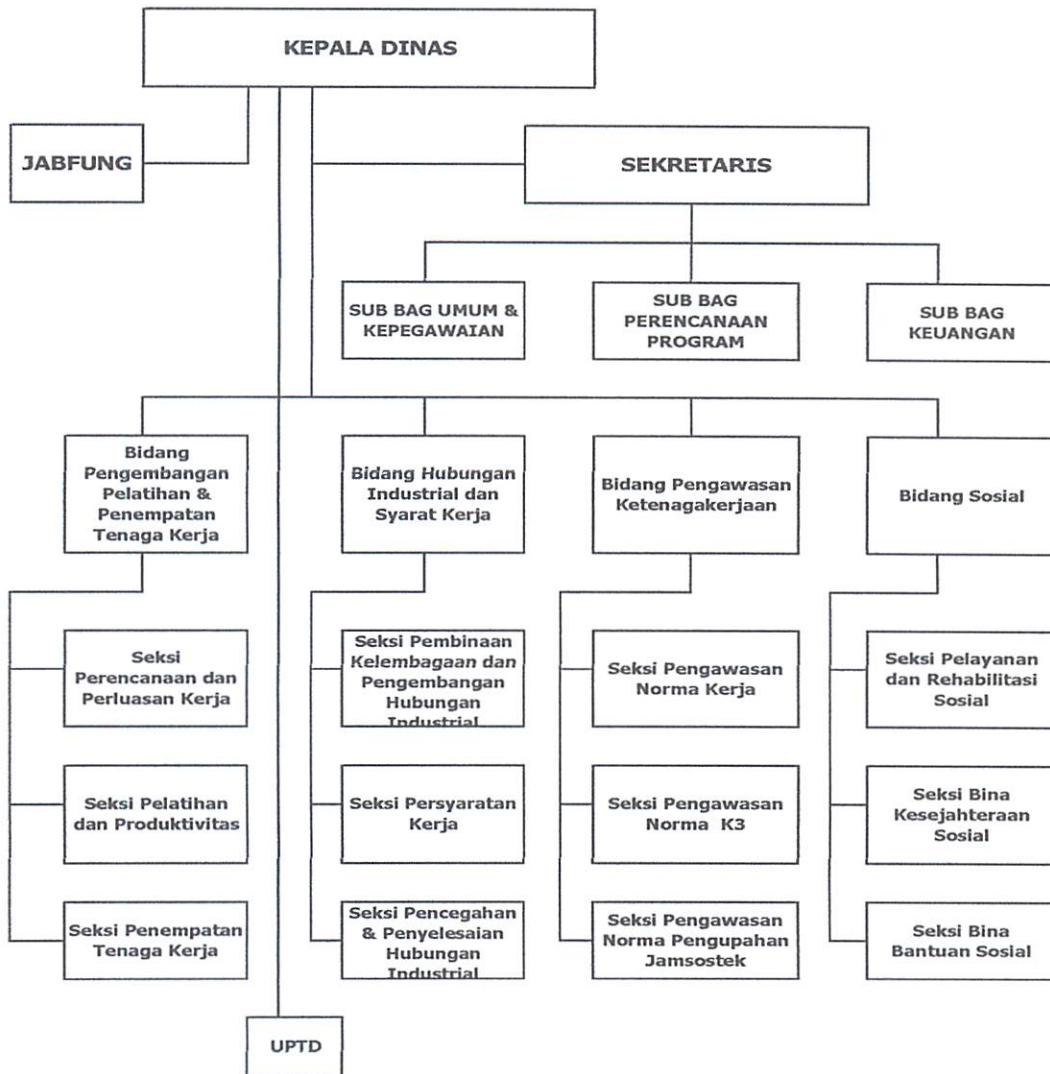 KEPALA DINAS
JABFUNG
SEKRETARIS
SUB BAG UMUM &
KEPEGAWAIAN
SUB BAG
PERENCANAAN
PROGRAM
SUB BAG
KEUANGAN
Bidang
Pengembangan
Pelatihan &
Penempatan
Tenaga Kerja
Bidang Hubungan
Industrial dan
Syarat Kerja
Bidang Pengawasan
Ketenagakerjaan
Bidang Sosial
Seksi
Perencanaan dan
Perluasan Kerja
Seksi Pembinaan
Kelembagaan dan
Pengembangan
Hubungan
Industrial
Seksi Pengawasan
Norma Kerja
Seksi Pelayanan
dan Rehabilitasi
Sosial
Seksi Pelatihan
dan Produktivitas
Seksi Persyaratan
Kerja
Seksi Pengawasan
Norma K3
Seksi Bina
Kesejahteraan
Sosial
Seksi Penempatan
Tenaga Kerja
Seksi Pencegahan
& Penyelesaian
Hubungan
Industrial
Seksi Pengawasan
Norma Pengupahan
Jamsostek
Seksi Bina
Bantuan Sosial
UPTD